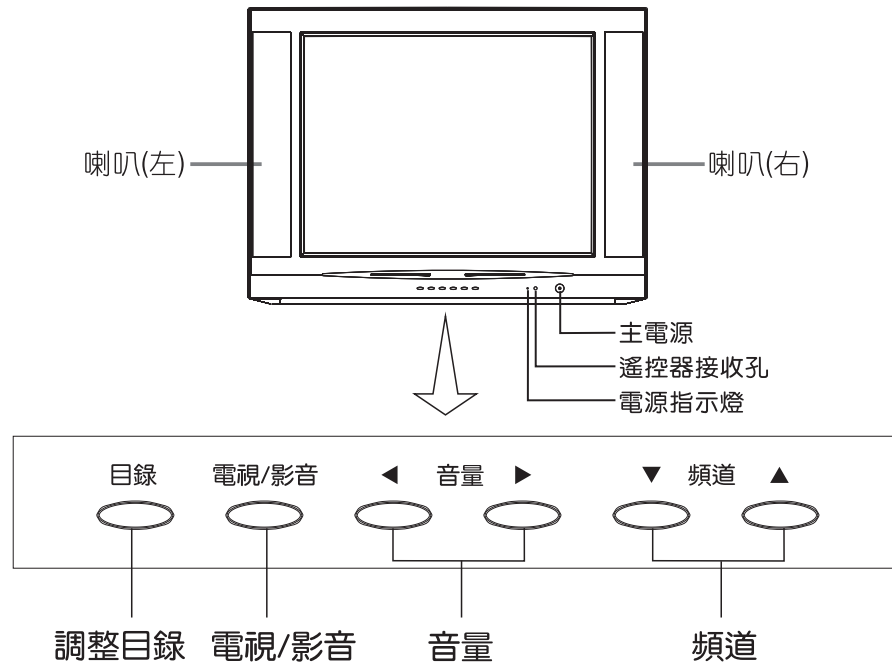 喇叭(左)
喇叭(右)
主電源
遙控器接收孔
電源指示燈
目錄 電視/影音 ◀ 音量 ▶ ▼ 頻道 ▲
調整目錄 電視/影音 音量 頻道